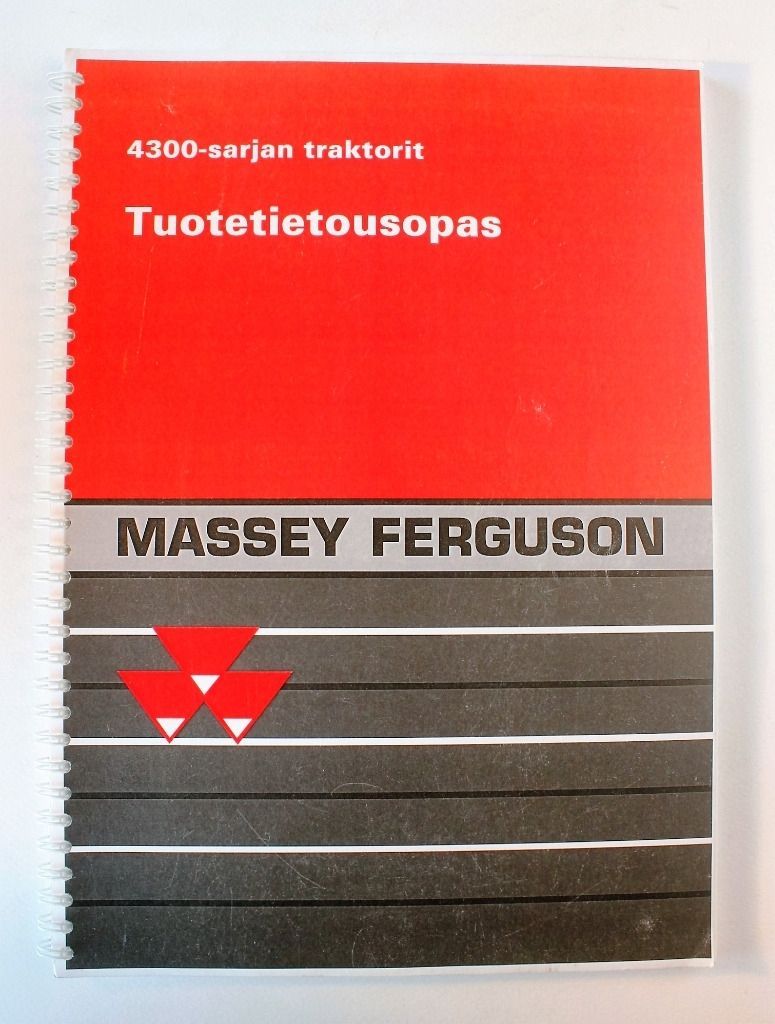 4300-sarjan traktorit
Tuotetietousopas
MASSEY FERGUSON